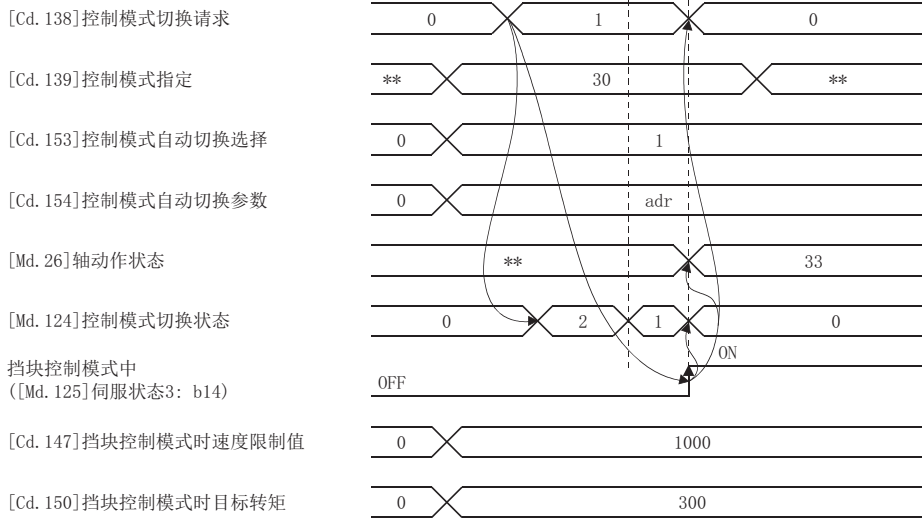 [Cd.138]控制模式切换请求 0 1 0
[Cd.139]控制模式指定 ** 30 **
[Cd.153]控制模式自动切换选择 0 1
[Cd.154]控制模式自动切换参数 0 adr
[Md.26]轴动作状态 ** 33
[Md.124]控制模式切换状态 0 2 1 0
挡块控制模式中 ON
([Md.125]伺服状态3: b14) OFF
[Cd.147]挡块控制模式时速度限制值 0 1000
[Cd.150]挡块控制模式时目标转矩 0 300